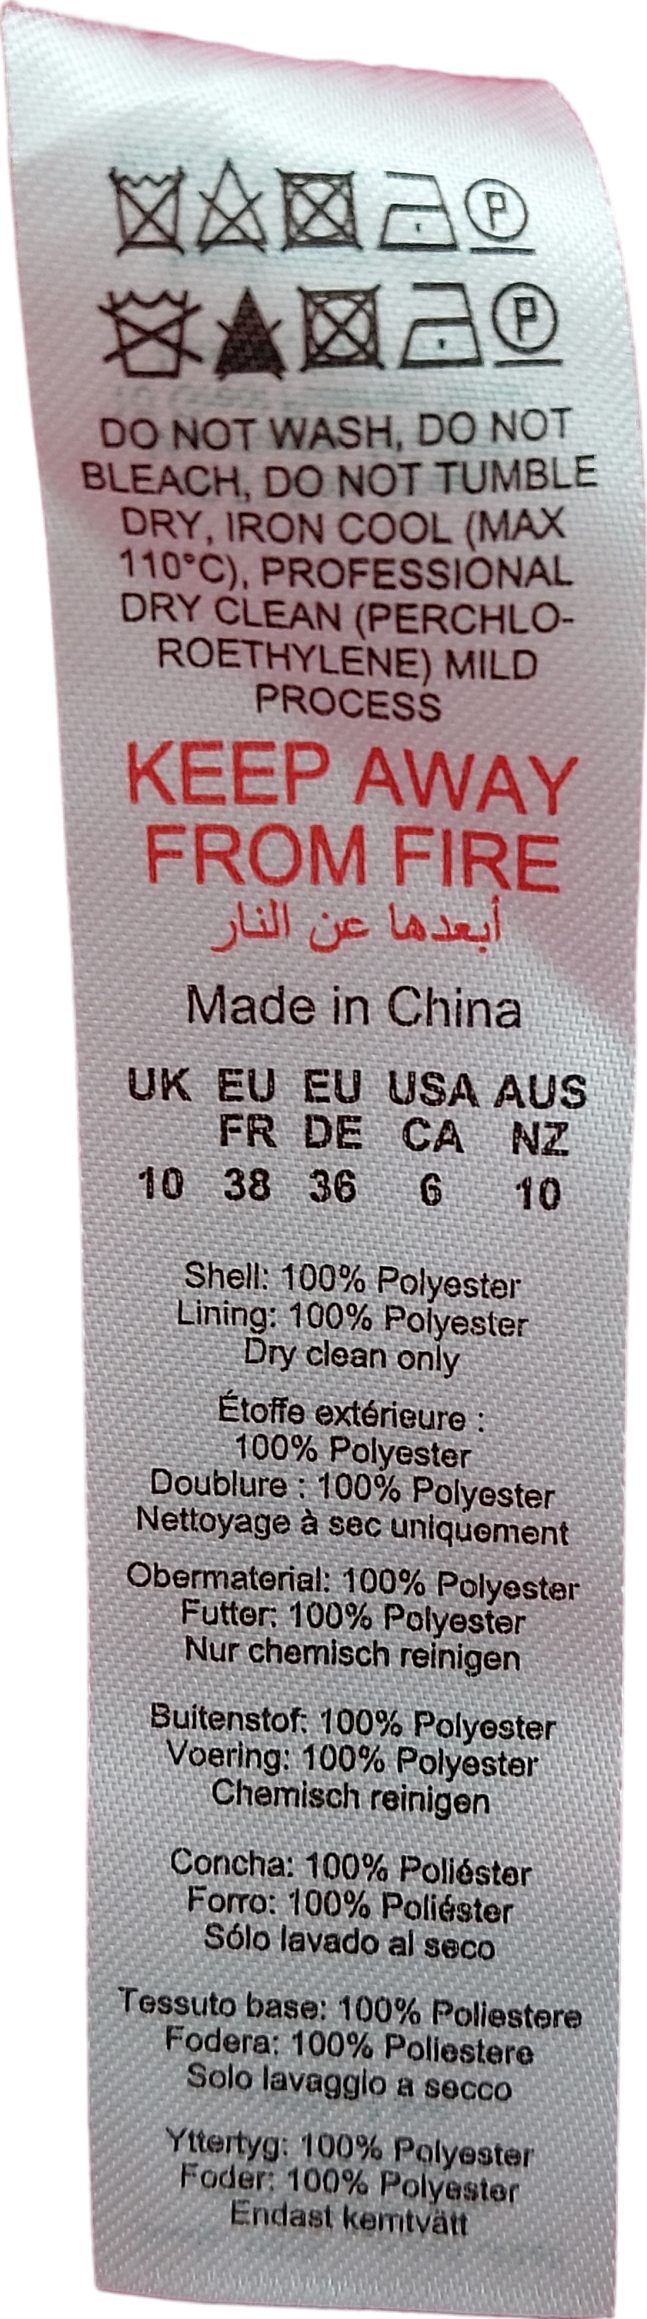 P
P
DO NOT WASH, DO NOT
BLEACH, DO NOT TUMBLE
DRY, IRON COOL (MAX
110°C), PROFESSIONAL
DRY CLEAN (PERCHLO-
ROETHYLENE) MILD
PROCESS
KEEP AWAY
FROM FIRE
أبعدها عن النار
Made in China
UK EU EU USA AUS
FR DE CA NZ
10 38 36 6 10
Shell: 100% Polyester
Lining: 100% Polyester
Dry clean only
Étoffe extérieure :
100% Polyester
Doublure : 100% Polyester
Nettoyage à sec uniquement
Obermaterial: 100% Polyester
Futter: 100% Polyester
Nur chemisch reinigen
Buitenstof: 100% Polyester
Voering: 100% Polyester
Chemisch reinigen
Concha: 100% Poliéster
Forro: 100% Poliéster
Sólo lavado al seco
Tessuto base: 100% Poliestere
Fodera: 100% Poliestere
Solo lavaggio a secco
Yttertyg: 100% Polyester
Foder: 100% Polyester
Endast kemtvätt